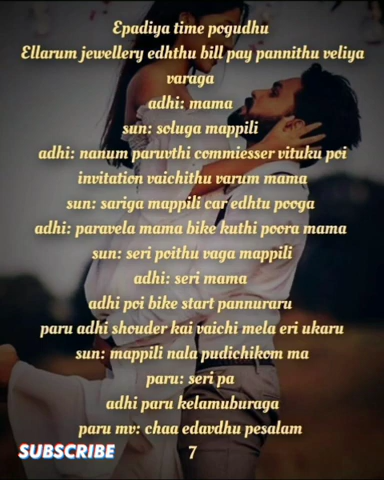 Epadiya time pogudhu
Ellarum jewellery edhthu bill pay pannithu veliya
varaga
adhi: mama
sun: soluga mappili
adhi: nanum paruvthi commiesser vituku poi
invitation vaichithu varum mama
sun: sariga mappili car edhtu pooga
adhi: paravela mama bike kuthi poora mama
sun: seri poithu vaga mappili
adhi: seri mama
adhi poi bike start pannuraru
paru adhi shouder kai vaichi mela eri ukaru
sun: mappili nala pudichikom ma
paru: seri pa
adhi paru kelamuburaga
paru mv: chaa edavdhu pesalam
SUBSCRIBE
7